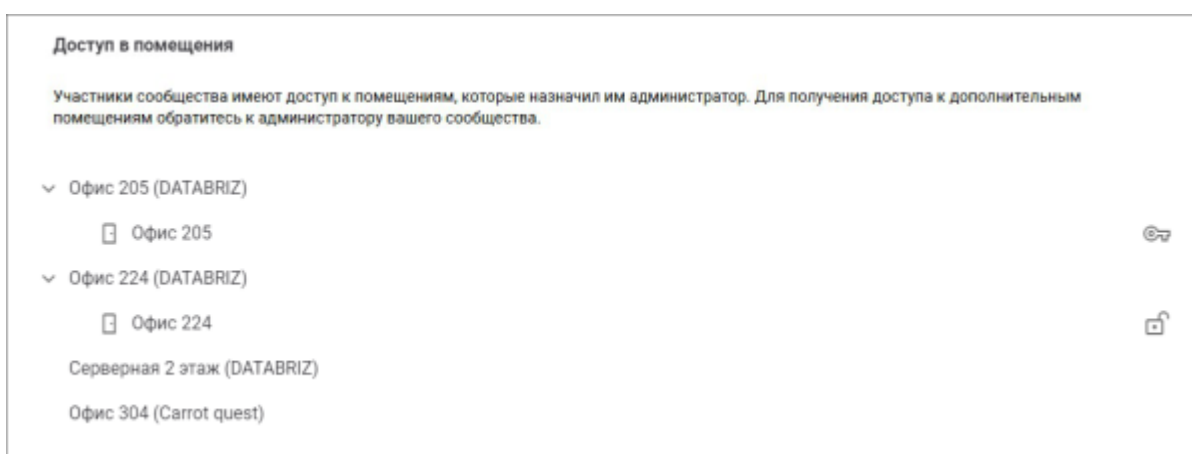 Доступ в помещения
Участники сообщества имеют доступ к помещениям, которые назначил им администратор. Для получения доступа к дополнительным
помещениям обратитесь к администратору вашего сообщества.
Офис 205 (DATABRIZ)
Офис 205
Офис 224 (DATABRIZ)
Офис 224
Серверная 2 этаж (DATABRIZ)
Офис 304 (Carrot quest)